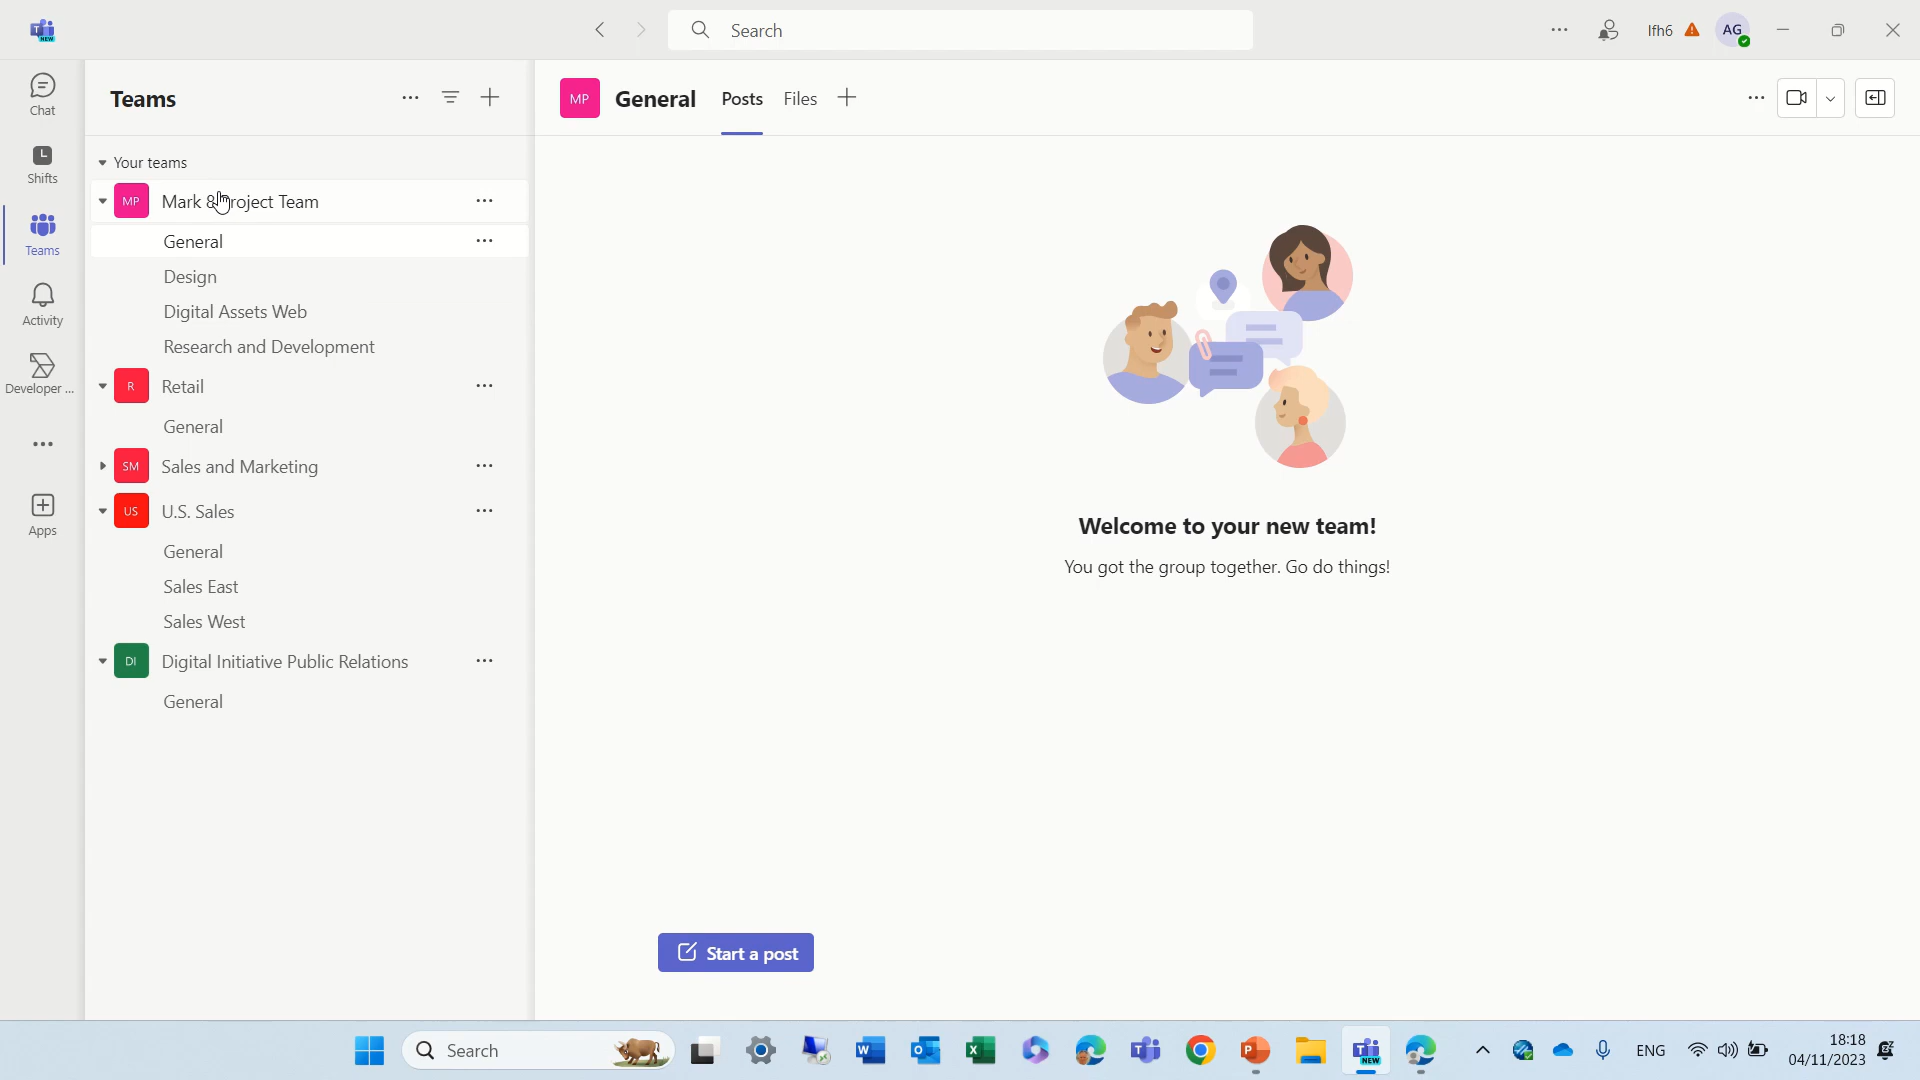 Search
lfh6
AG
Chat
Shifts
Teams
Activity
Developer ...
Apps
Teams
Your teams
MP Mark 8 Project Team
General
Design
Digital Assets Web
Research and Development
R Retail
General
SM Sales and Marketing
US U.S. Sales
General
Sales East
Sales West
DI Digital Initiative Public Relations
General
MP General Posts Files
Welcome to your new team!
You got the group together. Go do things!
Start a post
Search
NEW
ENG
18:18
04/11/2023